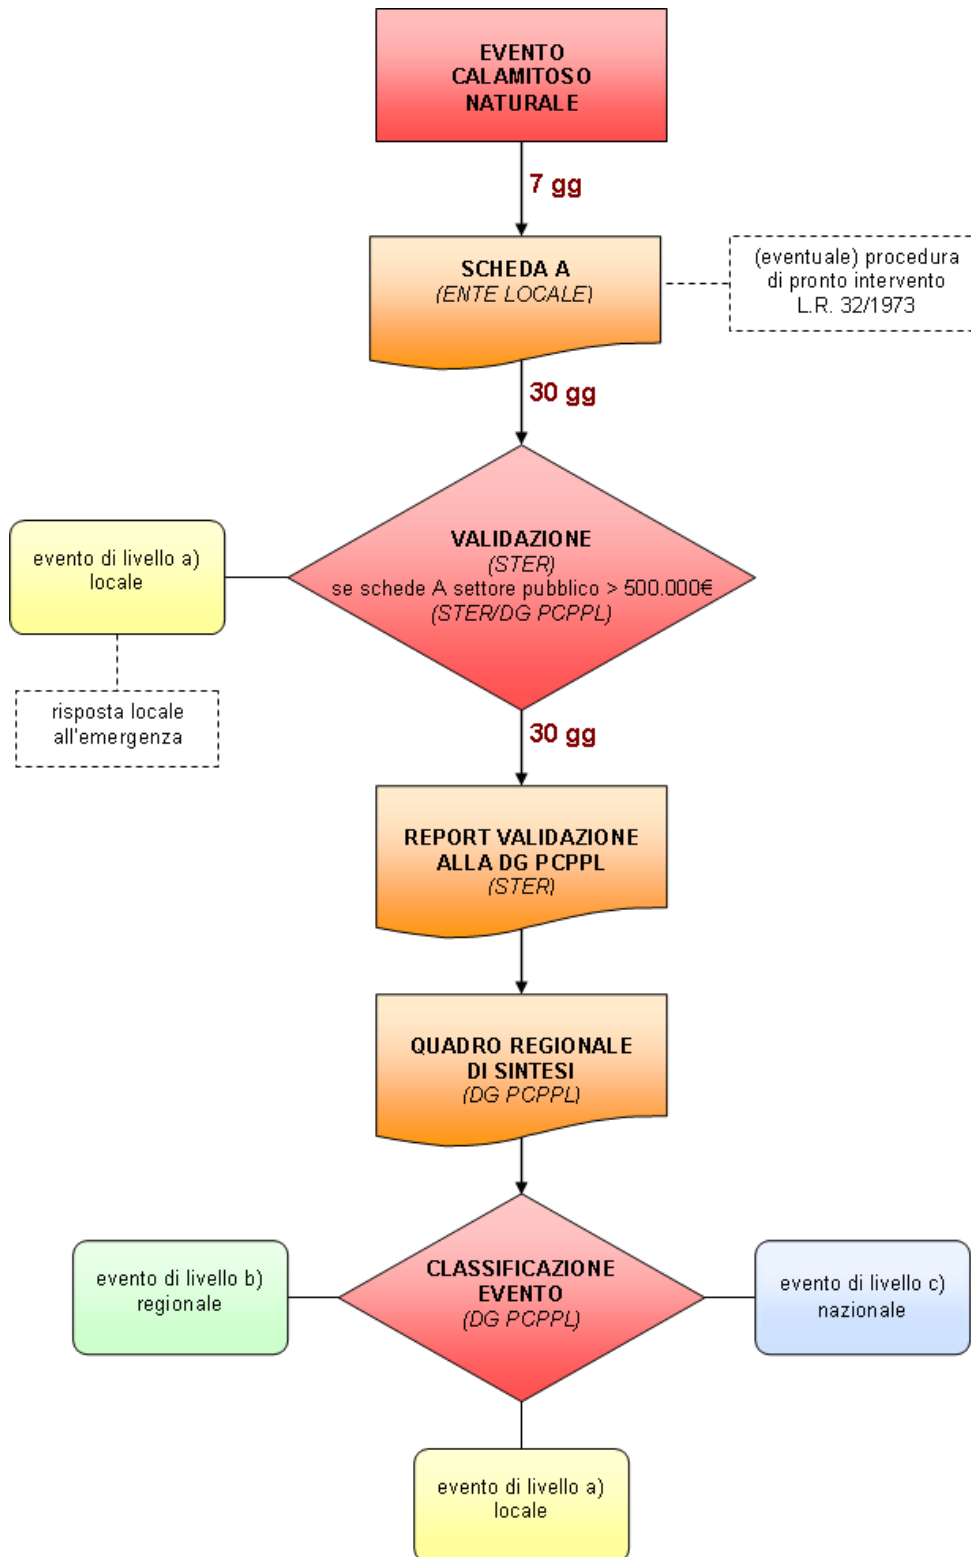 EVENTO
CALAMITOSO
NATURALE
7 gg
SCHEDA A
(ENTE LOCALE)
(eventuale) procedura
di pronto intervento
L.R. 32/1973
30 gg
VALIDAZIONE
(STER)
se schede A settore pubblico > 500.000€
(STER/DG PCPPL)
evento di livello a)
locale
risposta locale
all'emergenza
30 gg
REPORT VALIDAZIONE
ALLA DG PCPPL
(STER)
QUADRO REGIONALE
DI SINTESI
(DG PCPPL)
CLASSIFICAZIONE
EVENTO
(DG PCPPL)
evento di livello b)
regionale
evento di livello c)
nazionale
evento di livello a)
locale